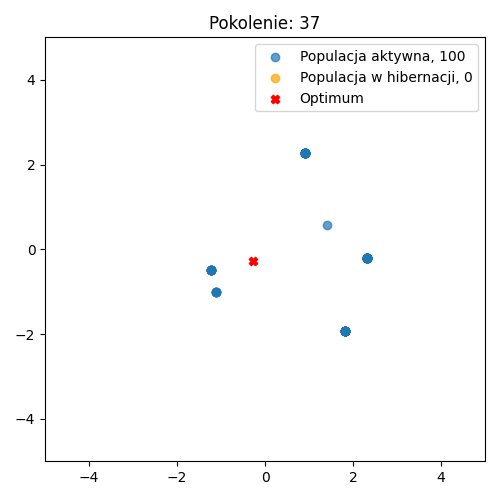 Pokolenie: 37
Populacja aktywna, 100
Populacja w hibernacji, 0
Optimum
4
2
0
−2
−4
−4 −2 0 2 4